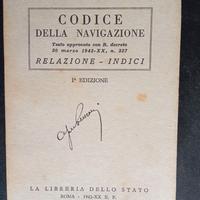 CODICE
DELLA NAVIGAZIONE
Testo approvato con R. decreto
30 marzo 1942-XX, n. 327
RELAZIONE - INDICI
1ª EDIZIONE
LA LIBRERIA DELLO STATO
ROMA - 1942-XX E. F.